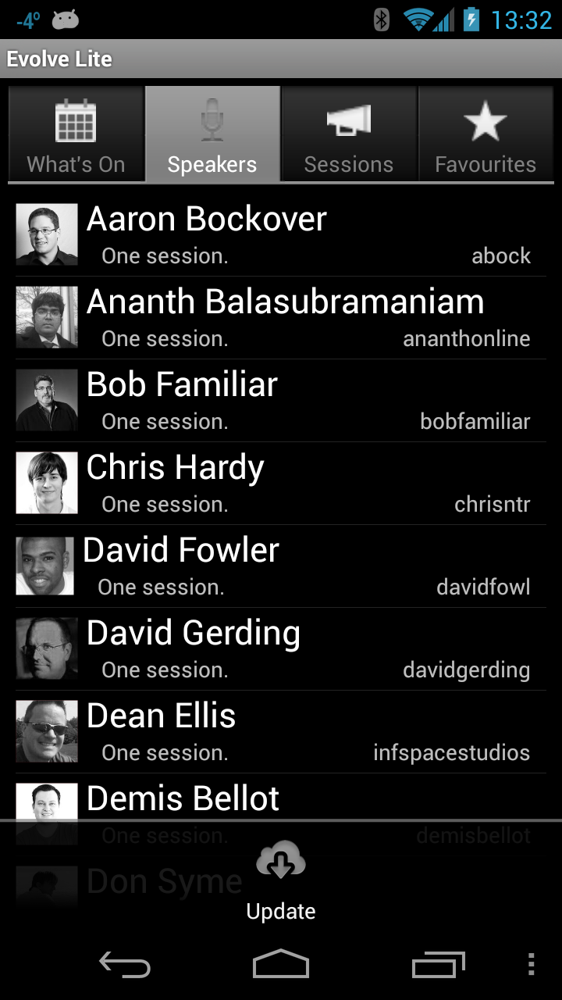 -4° 13:32
Evolve Lite
What's On Speakers Sessions Favourites
Aaron Bockover
One session. abock
Ananth Balasubramaniam
One session. ananthonline
Bob Familiar
One session. bobfamiliar
Chris Hardy
One session. chrisntr
David Fowler
One session. davidfowl
David Gerding
One session. davidgerding
Dean Ellis
One session. infspacestudios
Demis Bellot
One session. demisbellot
Don Syme
Update